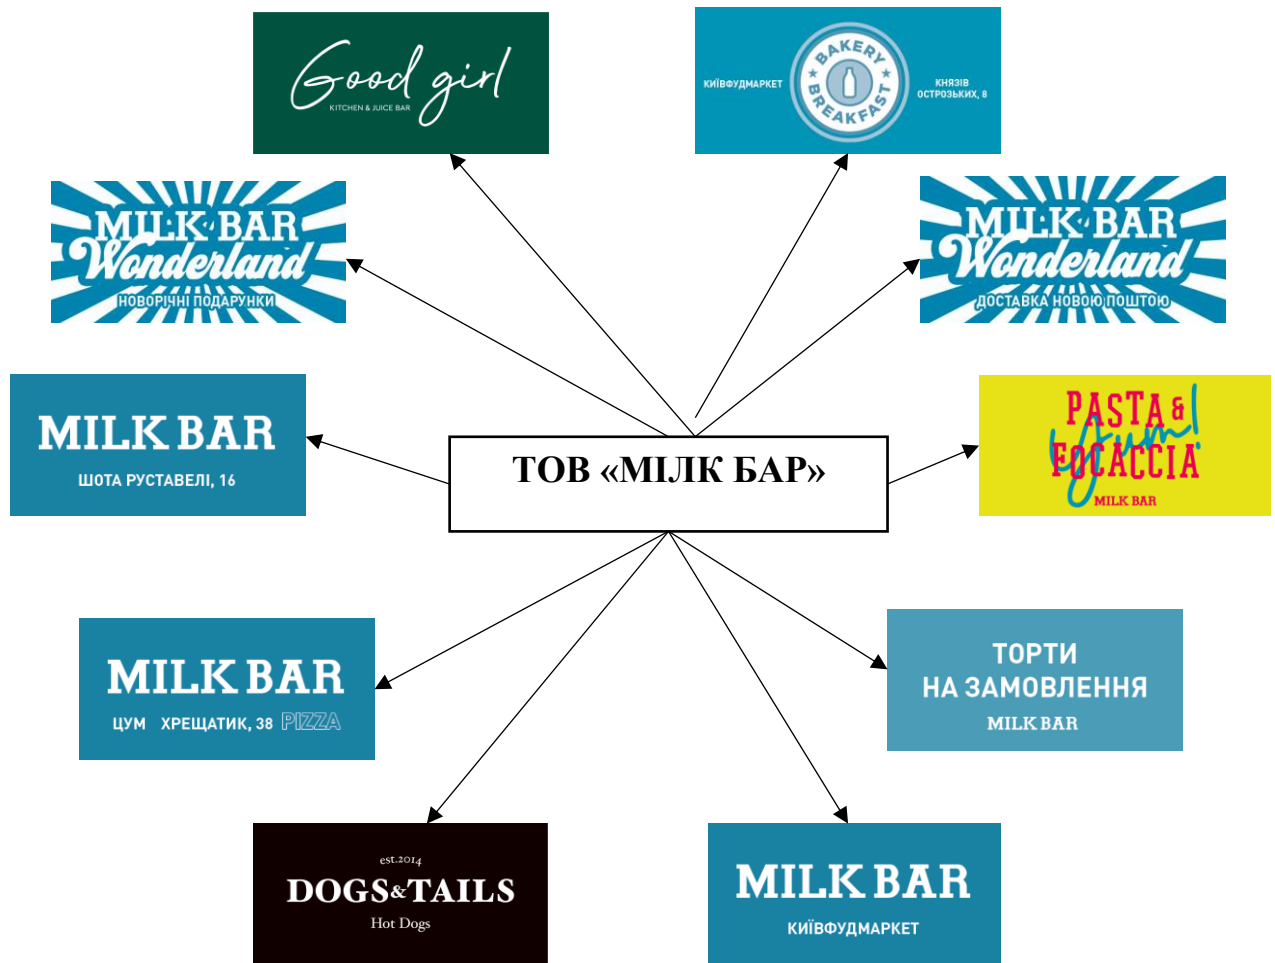 Good girl
KITCHEN & JUICE BAR
КИЇВФУДМАРКЕТ
BAKERY
BREAKFAST
КНЯЗІВ
ОСТРОЗЬКИХ, 8
MILK BAR
Wonderland
НОВОРІЧНІ ПОДАРУНКИ
MILK BAR
Wonderland
ДОСТАВКА НОВОЮ ПОШТОЮ
MILK BAR
ШОТА РУСТАВЕЛІ, 16
ТОВ «МІЛК БАР»
PASTA &
Yum!
FOCACCIA
MILK BAR
MILK BAR
ЦУМ ХРЕЩАТИК, 38 PIZZA
ТОРТИ
НА ЗАМОВЛЕННЯ
MILK BAR
est.2014
DOGS&TAILS
Hot Dogs
MILK BAR
КИЇВФУДМАРКЕТ